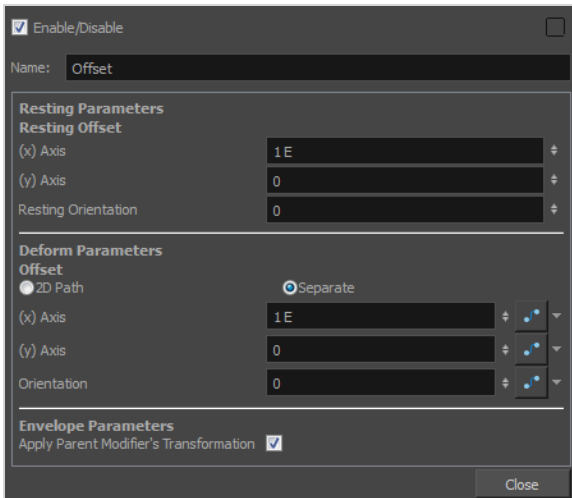 Enable/Disable
Name: Offset
Resting Parameters
Resting Offset
(x) Axis 1 E
(y) Axis 0
Resting Orientation 0
Deform Parameters
Offset
2D Path Separate
(x) Axis 1 E
(y) Axis 0
Orientation 0
Envelope Parameters
Apply Parent Modifier's Transformation
Close